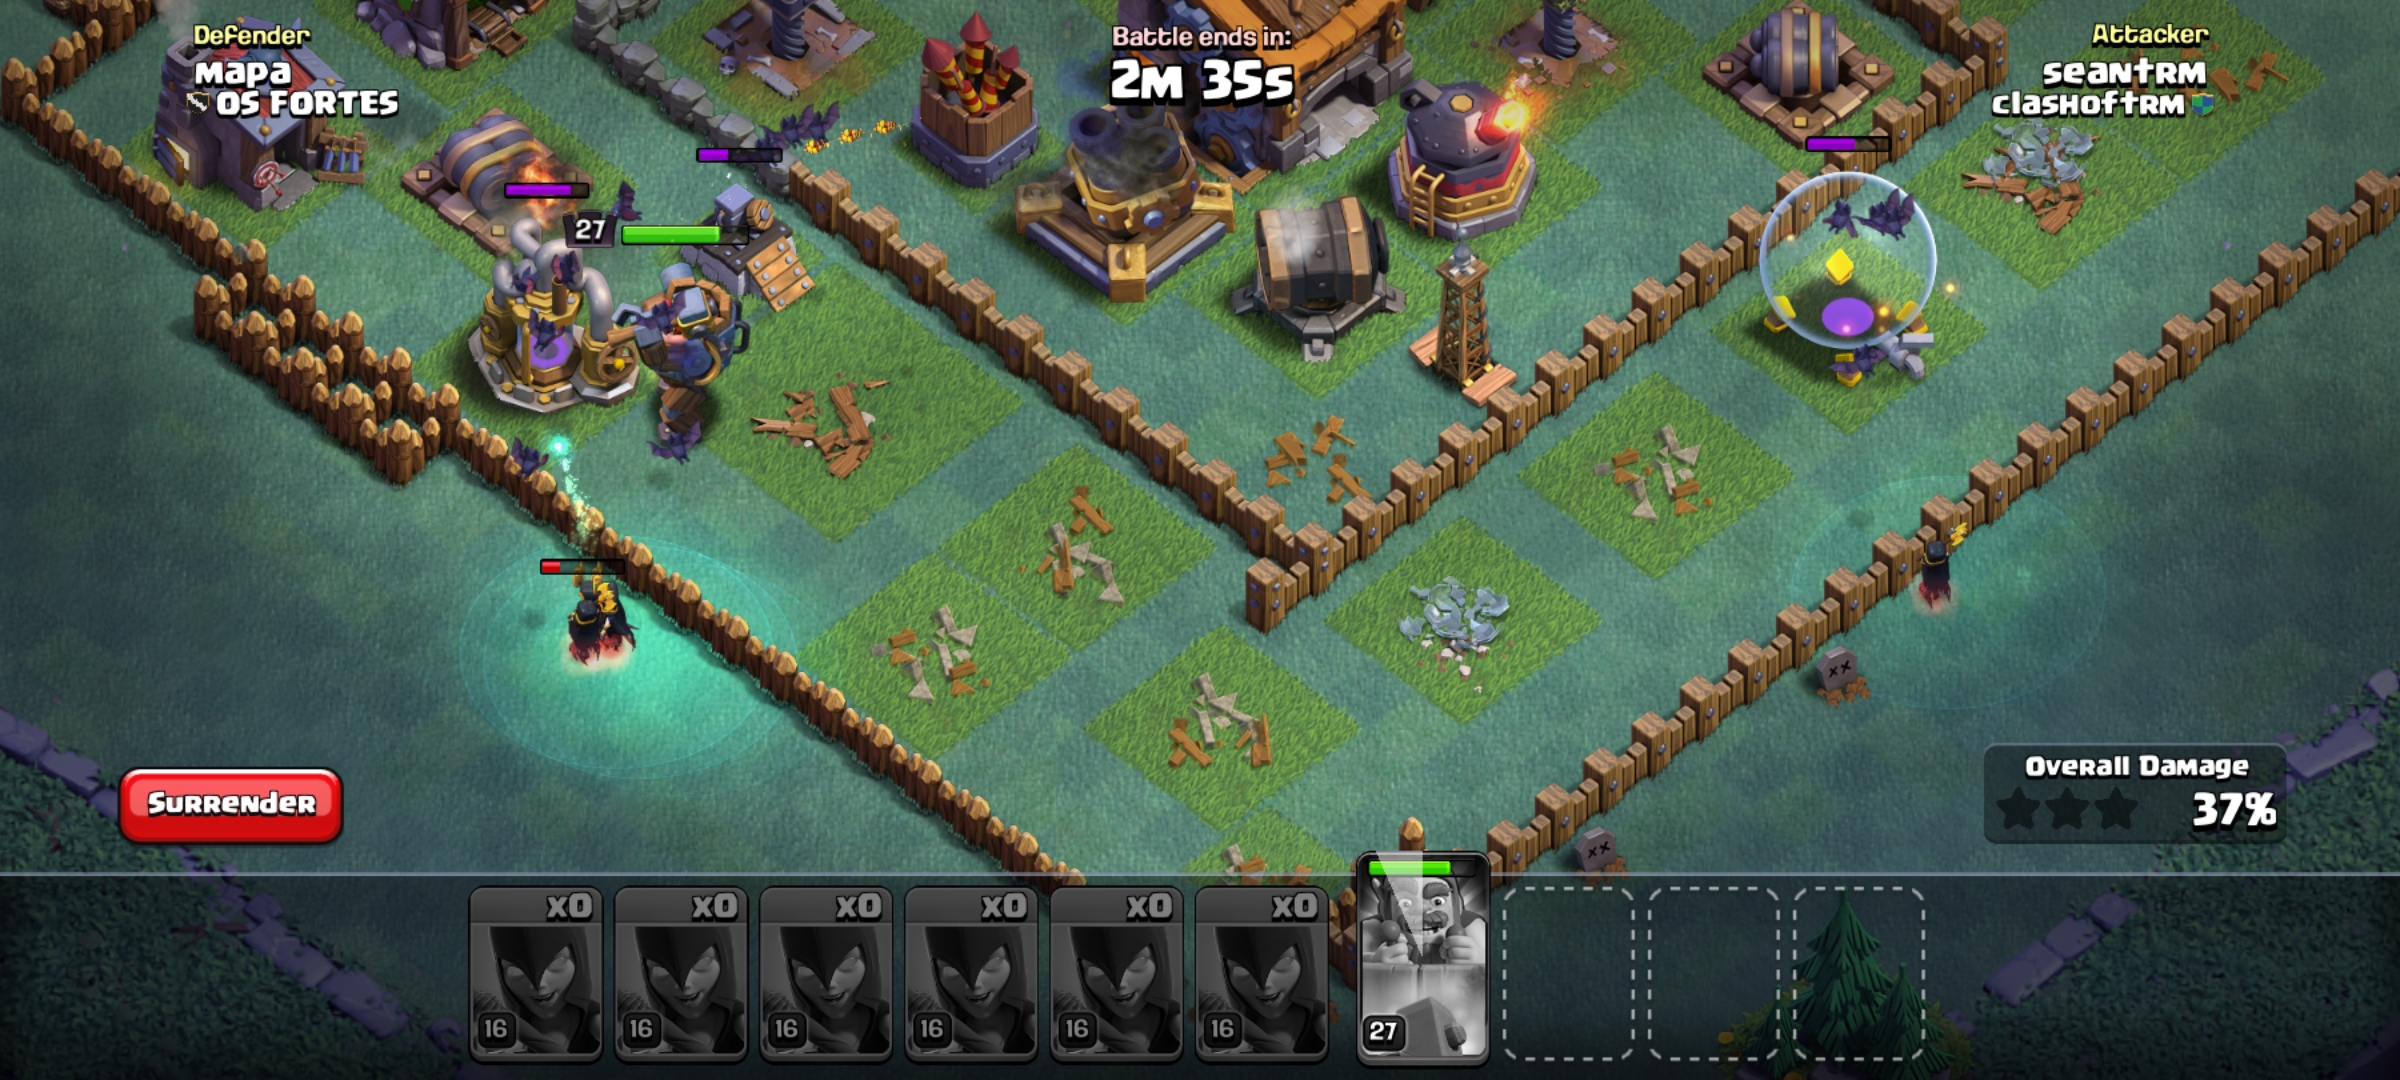 Defender
mapa
OS FORTES
Battle ends in:
2M 35s
Attacker
seantRM
clashoftRM
27
Surrender
Overall Damage
37%
x0
x0
x0
x0
x0
x0
16
16
16
16
16
16
27